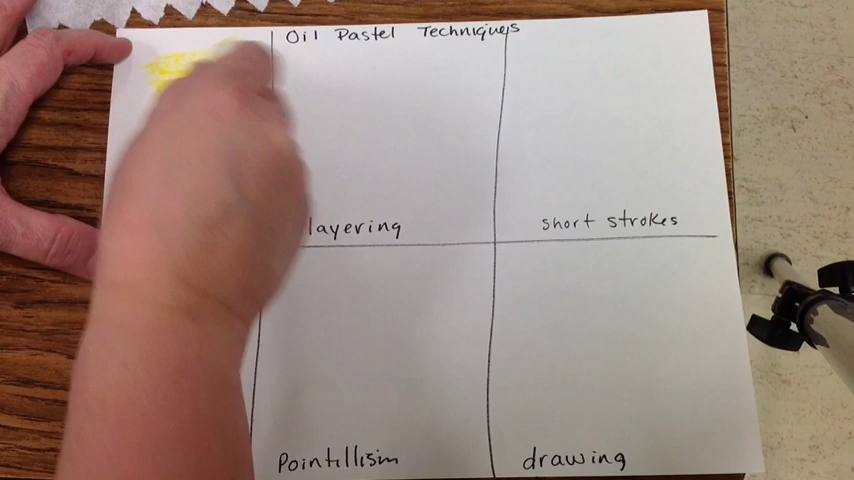 Oil Pastel Techniques
layering
short strokes
Pointillism
drawing